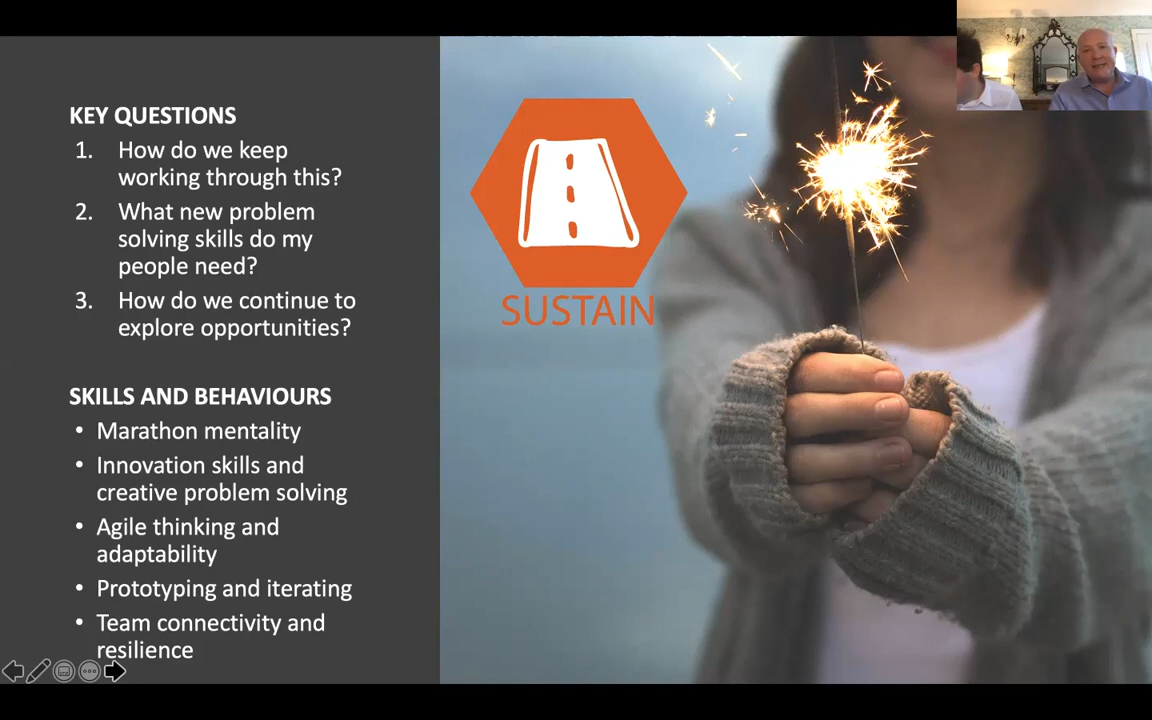 KEY QUESTIONS
1. How do we keep
working through this?
2. What new problem
solving skills do my
people need?
3. How do we continue to
explore opportunities?
SKILLS AND BEHAVIOURS
• Marathon mentality
• Innovation skills and
creative problem solving
• Agile thinking and
adaptability
• Prototyping and iterating
• Team connectivity and
resilience
SUSTAIN